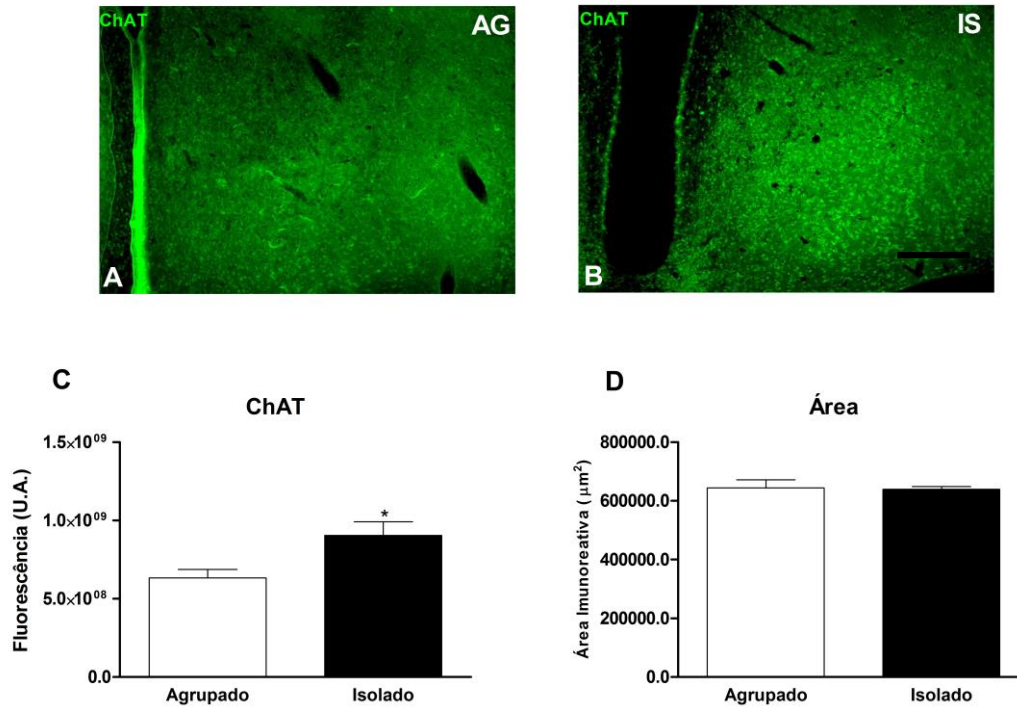 ChAT
AG
A
ChAT
IS
B
C
ChAT
Fluorescência (U.A.)
1.5×10⁰⁹
1.0×10⁰⁹
5.0×10⁰⁸
0.0
*
Agrupado
Isolado
D
Área
Área Imunoreativa ( µm²)
800000.0
600000.0
400000.0
200000.0
0.0
Agrupado
Isolado